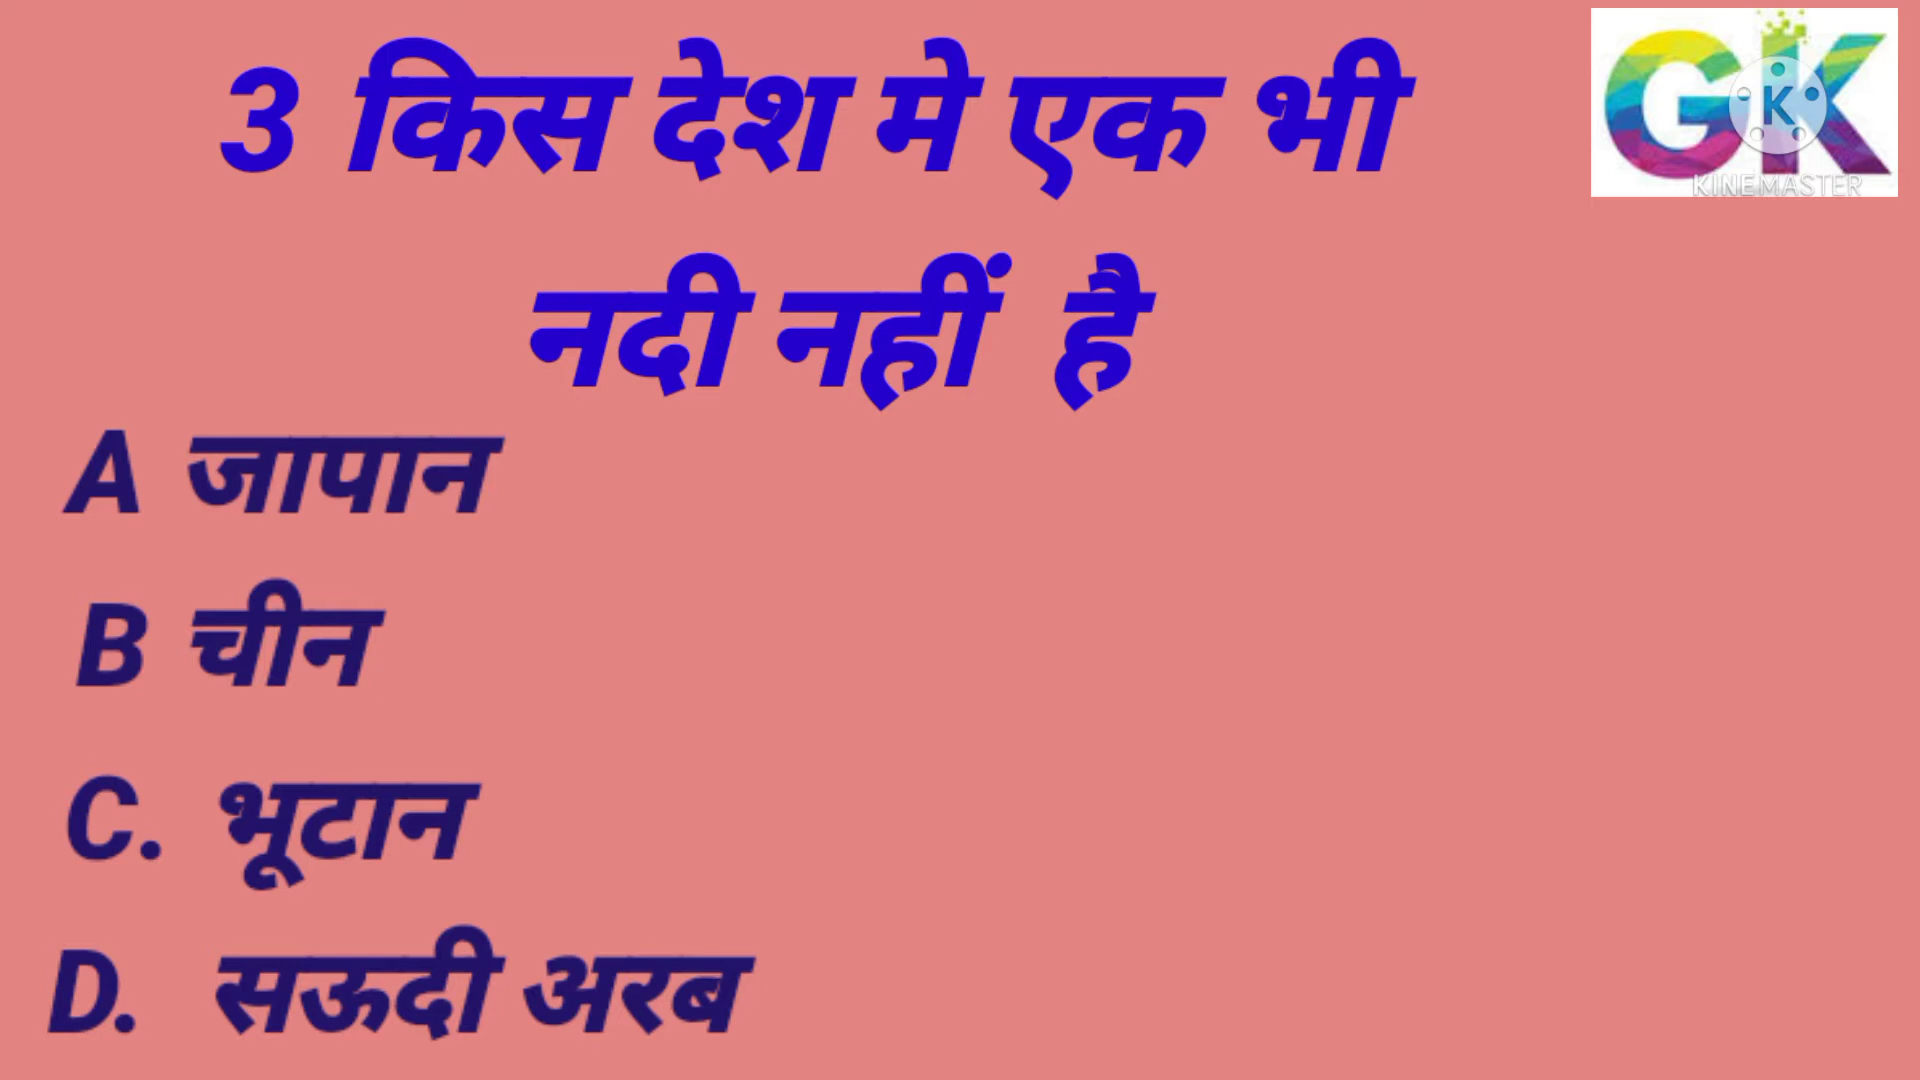 3 किस देश मे एक भी
नदी नहीं है
A जापान
B चीन
C. भूटान
D. सऊदी अरब
GK
K
KINEMASTER